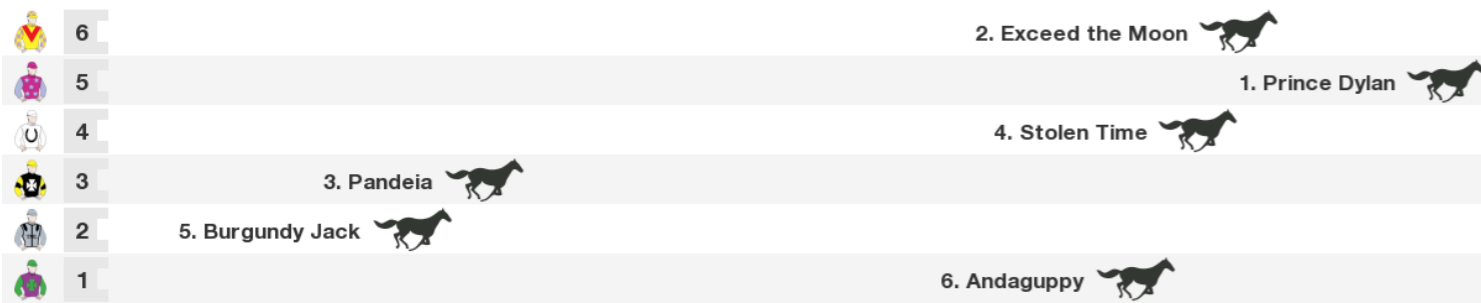 6 2. Exceed the Moon
5 1. Prince Dylan
4 4. Stolen Time
3 3. Pandeia
2 5. Burgundy Jack
1 6. Andaguppy